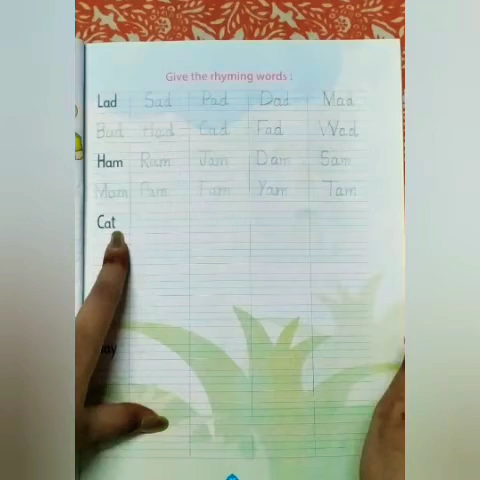 Give the rhyming words :
Lad Sad Pad Dad Mad
Bad Had Cad Fad Wad
Ham Ram Jam Dam Sam
Mam Yam Tam
Cat